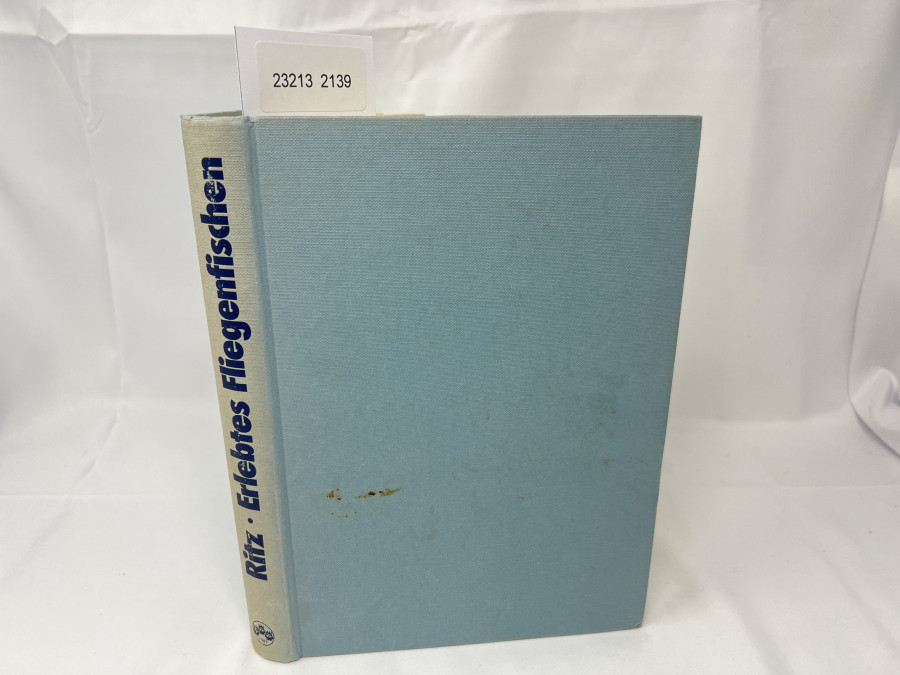 23213 2139
Ritz · Erlebtes Fliegenfischen